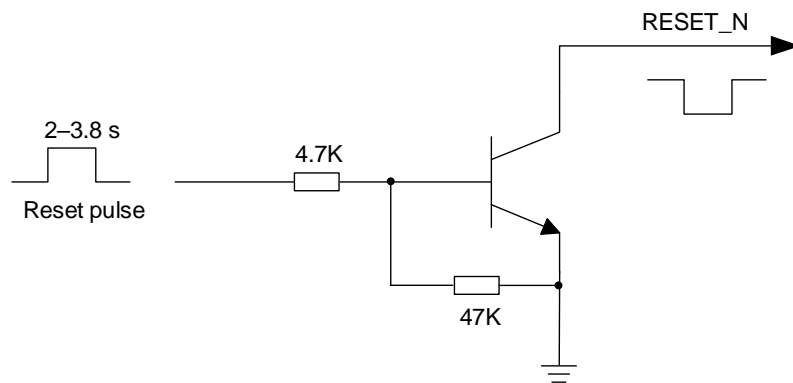 RESET_N
2–3.8 s
4.7K
Reset pulse
47K